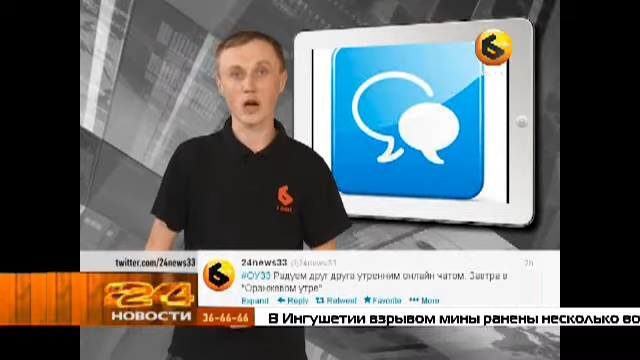 twitter.com/24news33
24news33 @24news33 2h
#ОУ33 Радуем друг друга утренним онлайн чатом. Завтра в
"Оранжевом утре"
Expand Reply Retweet Favorite More
24
НОВОСТИ
36-66-66
В Ингушетии взрывом мины ранены несколько во